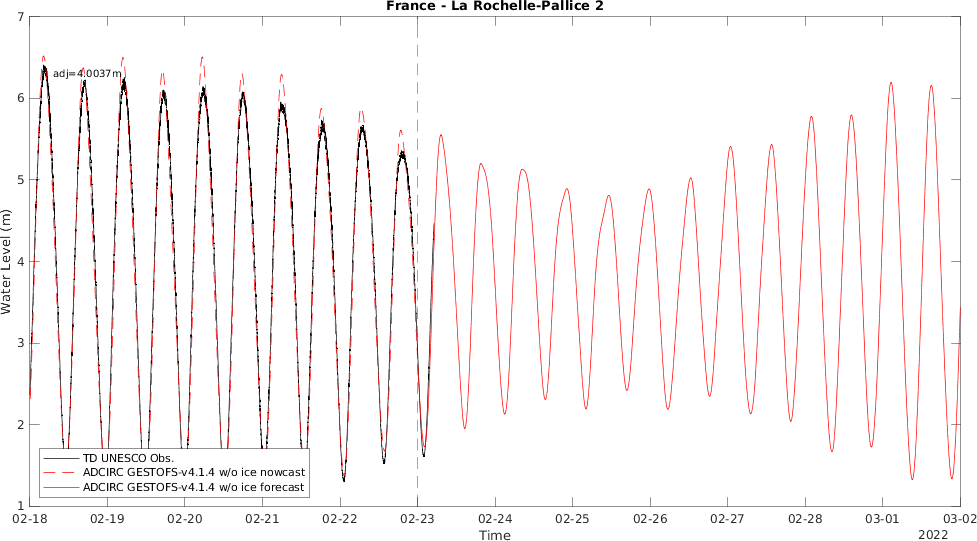 France - La Rochelle-Pallice 2
adj=4.0037m
Water Level (m)
7
6
5
4
3
2
1
TD UNESCO Obs.
ADCIRC GESTOFS-v4.1.4 w/o ice nowcast
ADCIRC GESTOFS-v4.1.4 w/o ice forecast
02-18 02-19 02-20 02-21 02-22 02-23 02-24 02-25 02-26 02-27 02-28 03-01 03-02
Time
2022